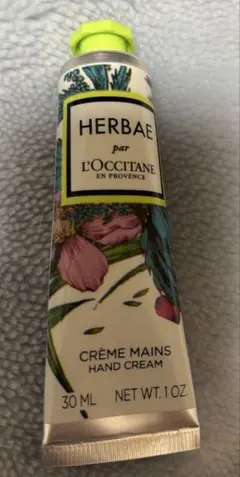 HERBAE
par
L'OCCITANE
EN PROVENCE
CRÈME MAINS
HAND CREAM
30 ML NET WT. 1 OZ.